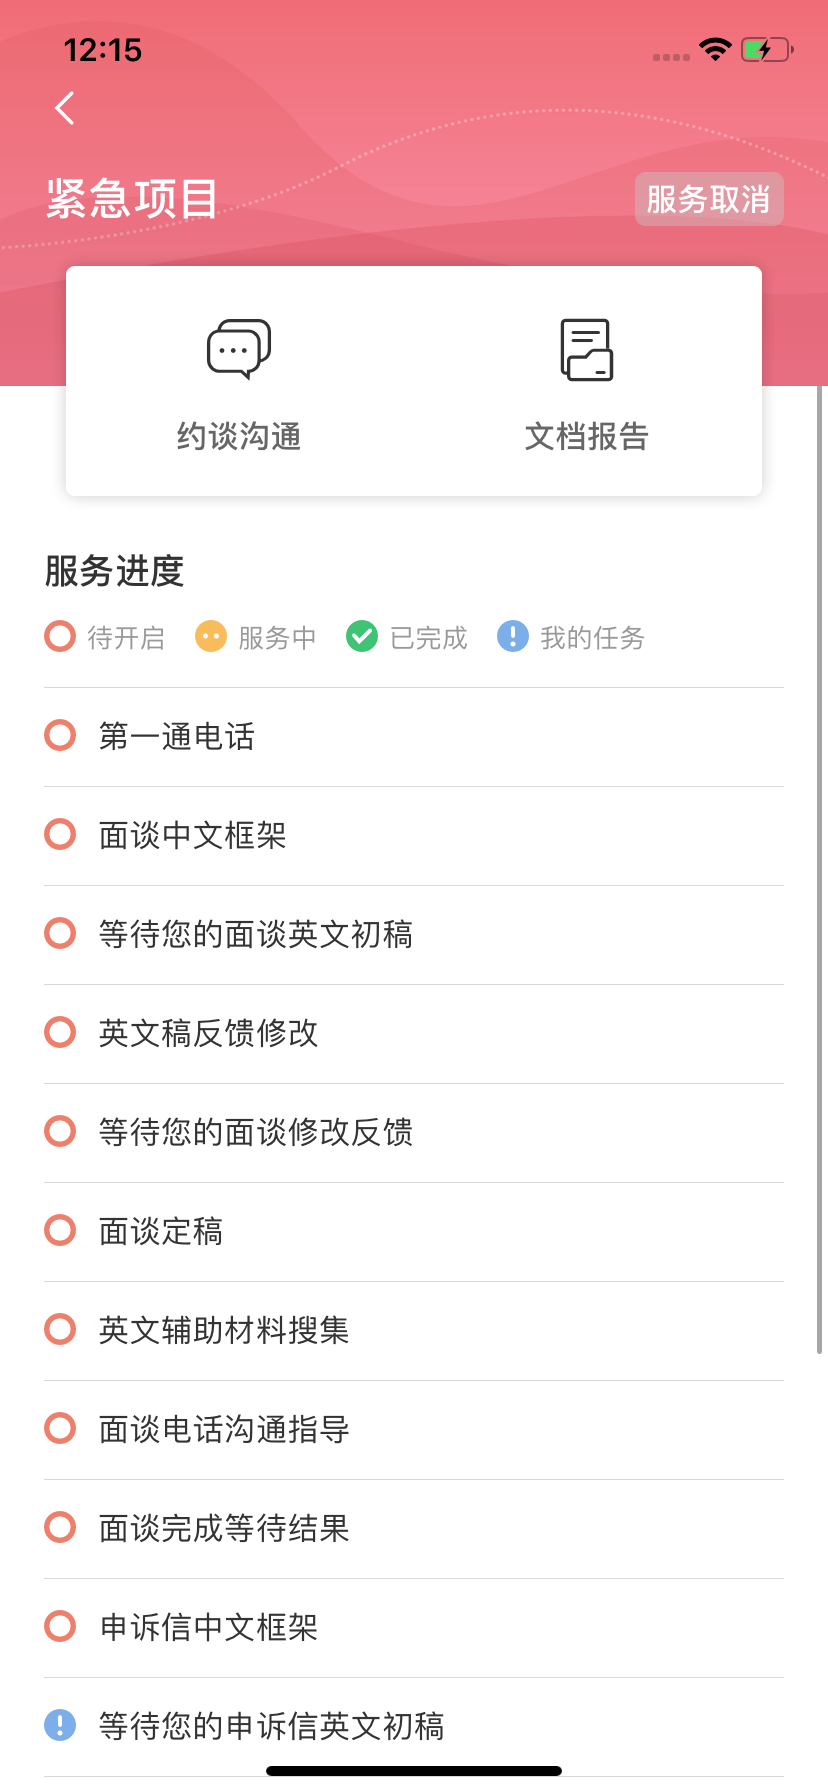 12:15
紧急项目
服务取消
约谈沟通
文档报告
服务进度
待开启 服务中 已完成 我的任务
第一通电话
面谈中文框架
等待您的面谈英文初稿
英文稿反馈修改
等待您的面谈修改反馈
面谈定稿
英文辅助材料搜集
面谈电话沟通指导
面谈完成等待结果
申诉信中文框架
等待您的申诉信英文初稿